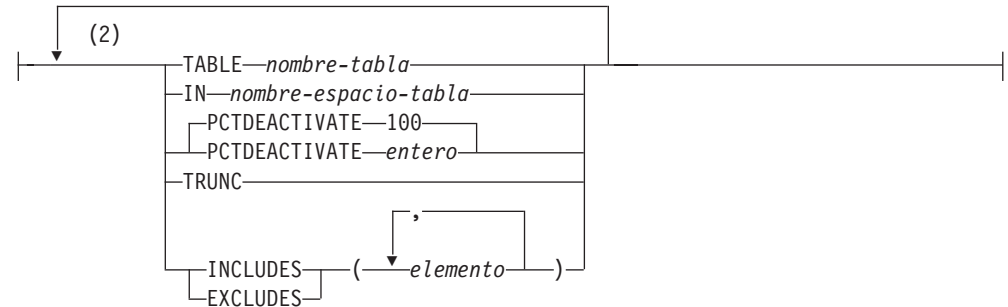 (2)
TABLE nombre-tabla
IN nombre-espacio-tabla
PCTDEACTIVATE 100
PCTDEACTIVATE entero
TRUNC
,
INCLUDES ( elemento )
EXCLUDES